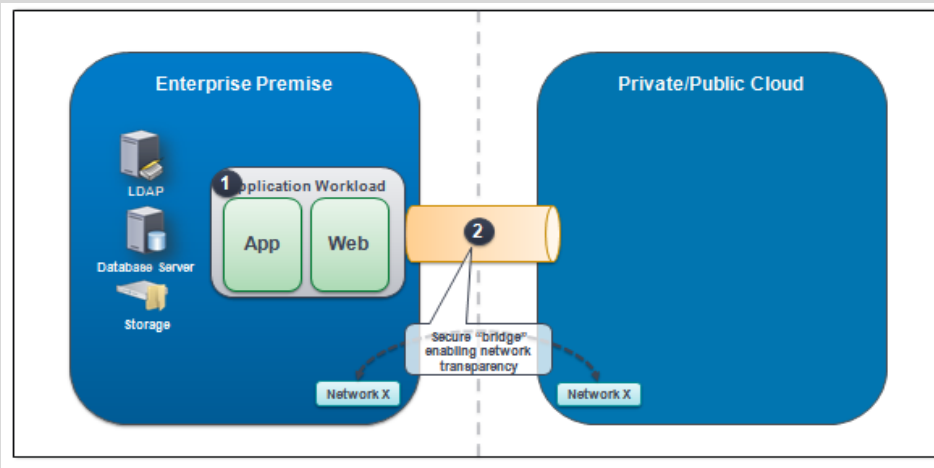 Enterprise Premise
Private/Public Cloud
LDAP
Database Server
Storage
1
pplication Workload
App
Web
2
Secure "bridge"
enabling network
transparency
Network X
Network X